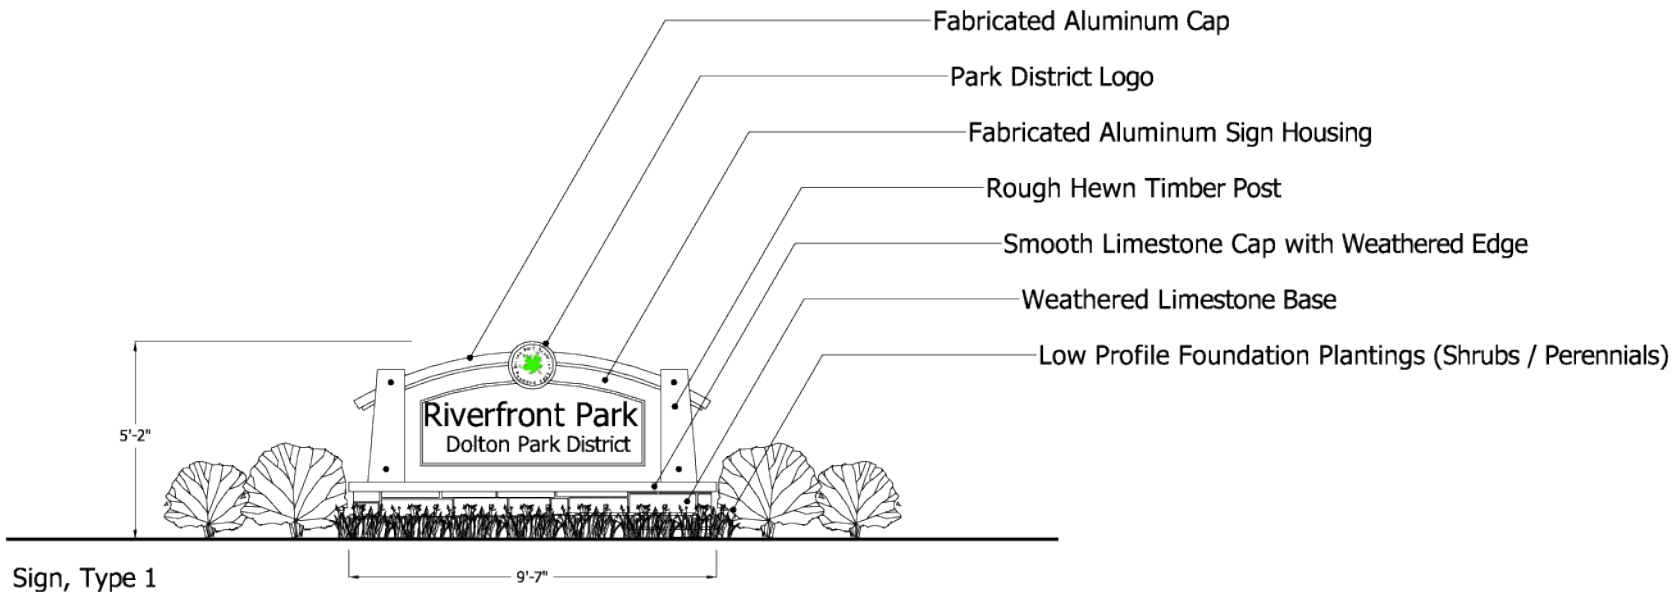 Fabricated Aluminum Cap
Park District Logo
Fabricated Aluminum Sign Housing
Rough Hewn Timber Post
Smooth Limestone Cap with Weathered Edge
Weathered Limestone Base
Low Profile Foundation Plantings (Shrubs / Perennials)
Riverfront Park
Dolton Park District
5'-2"
9'-7"
Sign, Type 1